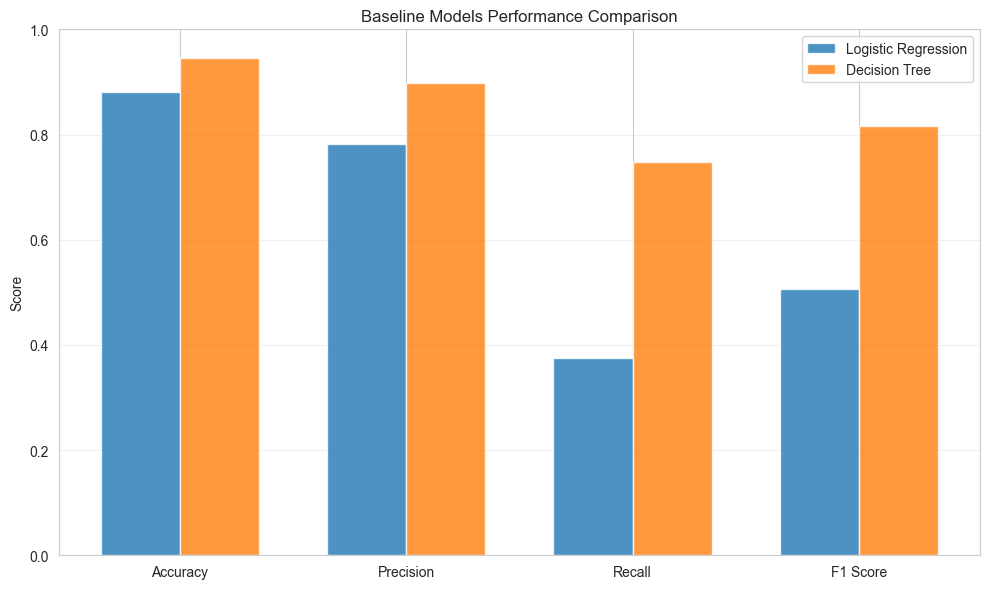 Baseline Models Performance Comparison
Logistic Regression
Decision Tree
Score
1.0
0.8
0.6
0.4
0.2
0.0
Accuracy
Precision
Recall
F1 Score